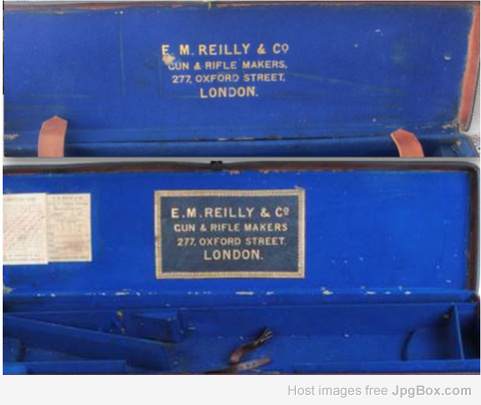 E. M. REILLY & Cº
GUN & RIFLE MAKERS,
277, OXFORD STREET,
LONDON.
E. M. REILLY & Cº
GUN & RIFLE MAKERS
277, OXFORD STREET
LONDON.
Host images free JpgBox.com